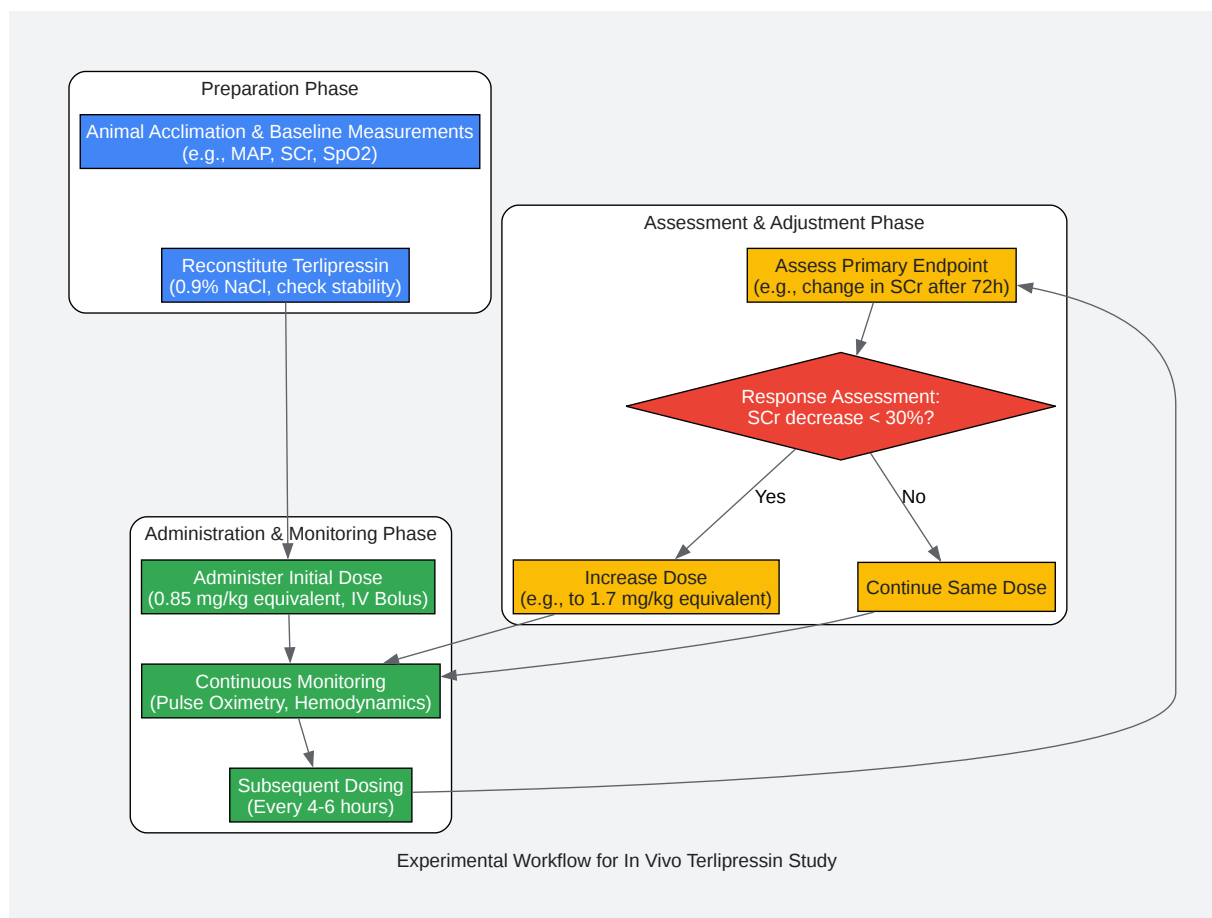 Preparation Phase
Animal Acclimation & Baseline Measurements
(e.g., MAP, SCr, SpO2)
Reconstitute Terlipressin
(0.9% NaCl, check stability)
Assessment & Adjustment Phase
Assess Primary Endpoint
(e.g., change in SCr after 72h)
Response Assessment:
SCr decrease < 30%?
Yes
No
Increase Dose
(e.g., to 1.7 mg/kg equivalent)
Continue Same Dose
Administration & Monitoring Phase
Administer Initial Dose
(0.85 mg/kg equivalent, IV Bolus)
Continuous Monitoring
(Pulse Oximetry, Hemodynamics)
Subsequent Dosing
(Every 4-6 hours)
Experimental Workflow for In Vivo Terlipressin Study